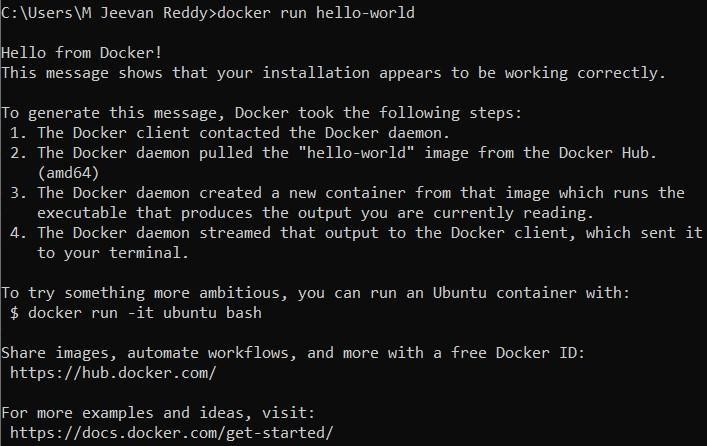 C:\Users\M Jeevan Reddy>docker run hello-world
Hello from Docker!
This message shows that your installation appears to be working correctly.
To generate this message, Docker took the following steps:
1. The Docker client contacted the Docker daemon.
2. The Docker daemon pulled the "hello-world" image from the Docker Hub.
(amd64)
3. The Docker daemon created a new container from that image which runs the
executable that produces the output you are currently reading.
4. The Docker daemon streamed that output to the Docker client, which sent it
to your terminal.
To try something more ambitious, you can run an Ubuntu container with:
$ docker run -it ubuntu bash
Share images, automate workflows, and more with a free Docker ID:
https://hub.docker.com/
For more examples and ideas, visit:
https://docs.docker.com/get-started/